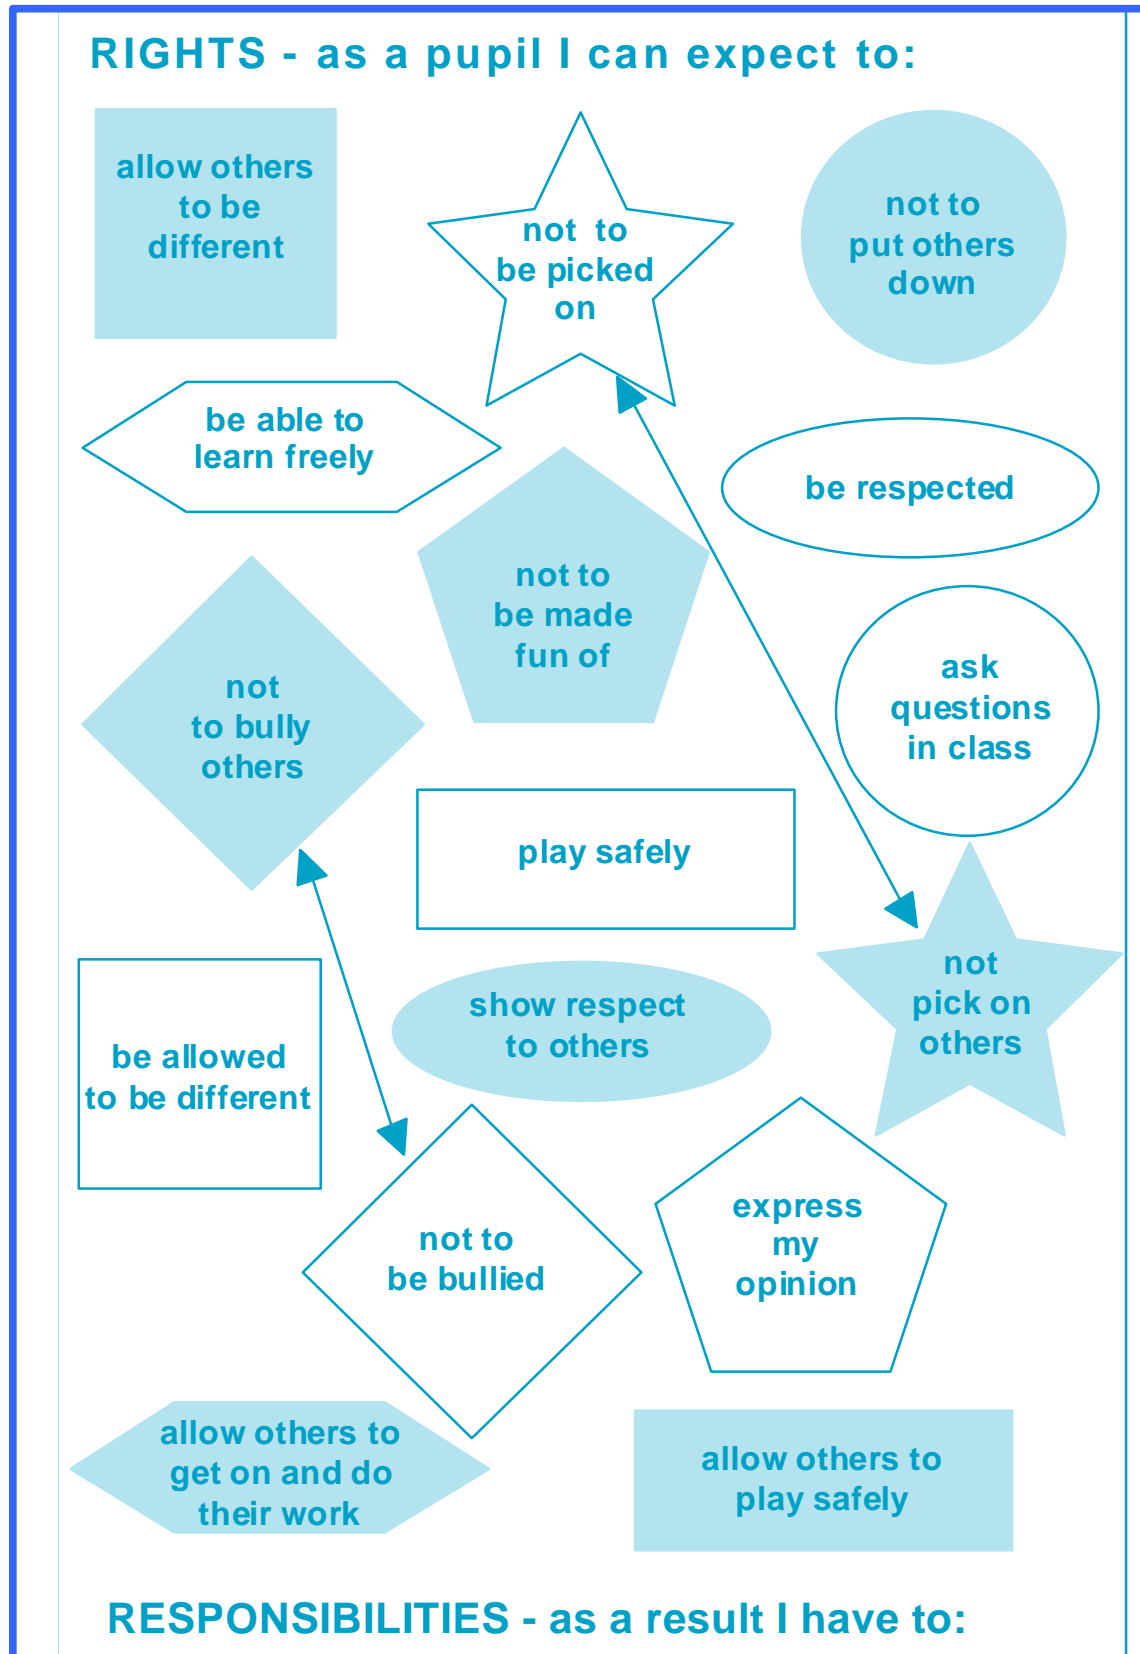 RIGHTS - as a pupil I can expect to:
allow others
to be
different
not to
be picked
on
not to
put others
down
be able to
learn freely
be respected
not to
be made
fun of
ask
questions
in class
not
to bully
others
play safely
not
pick on
others
show respect
to others
be allowed
to be different
express
my
opinion
not to
be bullied
allow others to
get on and do
their work
allow others to
play safely
RESPONSIBILITIES - as a result I have to: